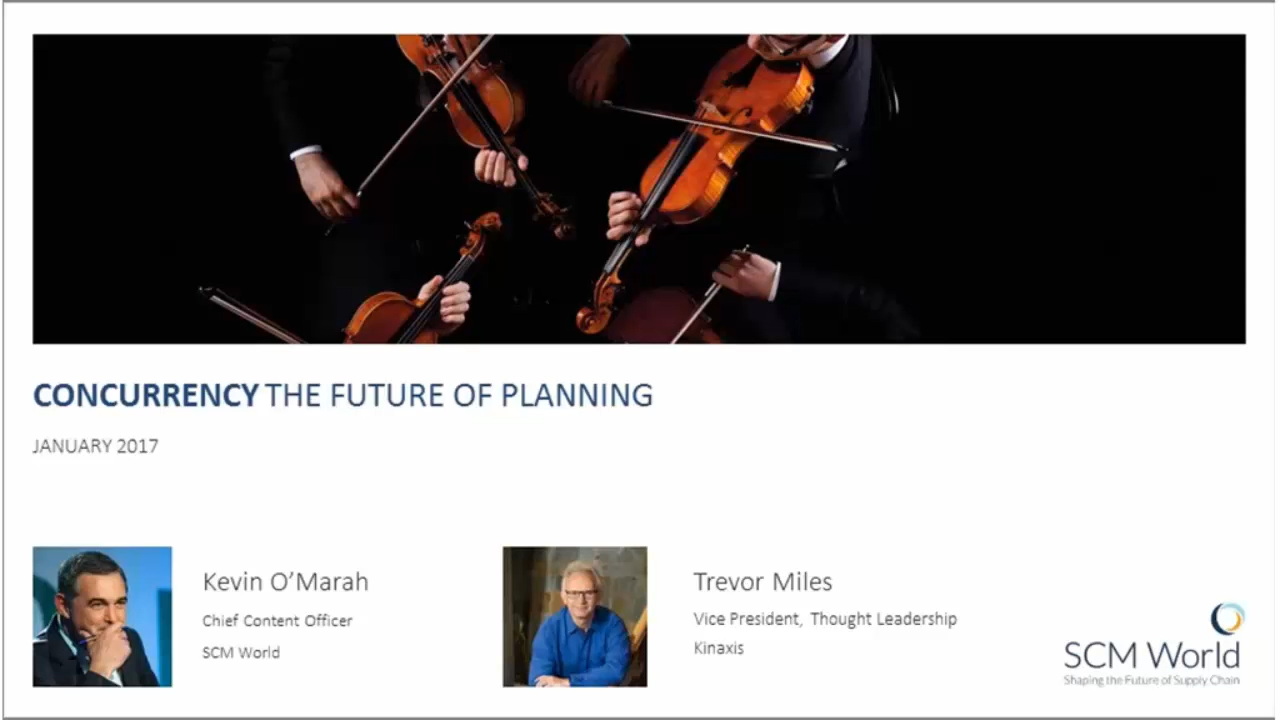 CONCURRENCY THE FUTURE OF PLANNING
JANUARY 2017
Kevin O’Marah
Chief Content Officer
SCM World
Trevor Miles
Vice President, Thought Leadership
Kinaxis
SCM World
Shaping the Future of Supply Chain